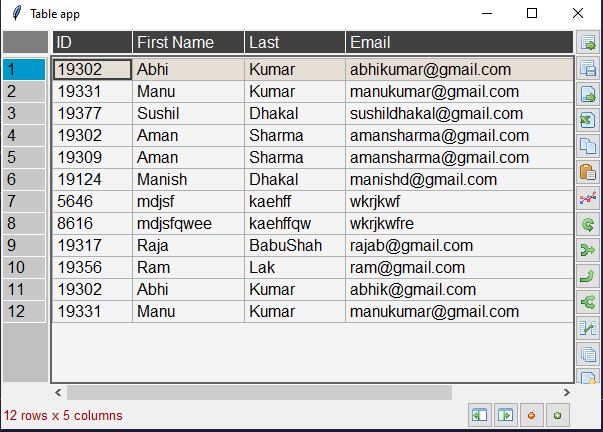 Table app
ID First Name Last Email
1 19302 Abhi Kumar abhikumar@gmail.com
2 19331 Manu Kumar manukumar@gmail.com
3 19377 Sushil Dhakal sushildhakal@gmail.com
4 19302 Aman Sharma amansharma@gmail.com
5 19309 Aman Sharma amansharma@gmail.com
6 19124 Manish Dhakal manishd@gmail.com
7 5646 mdjsf kaehff wkrjkwf
8 8616 mdjsfqwee kaehffqw wkrjkwfre
9 19317 Raja BabuShah rajab@gmail.com
10 19356 Ram Lak ram@gmail.com
11 19302 Abhi Kumar abhik@gmail.com
12 19331 Manu Kumar manukumar@gmail.com
12 rows x 5 columns